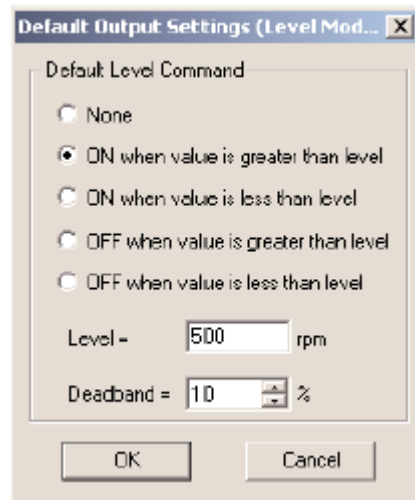 Default Output Settings (Level Mod...
Default Level Command
None
ON when value is greater than level
ON when value is less than level
OFF when value is greater than level
OFF when value is less than level
Level = 500 rpm
Deadband = 10 %
OK Cancel